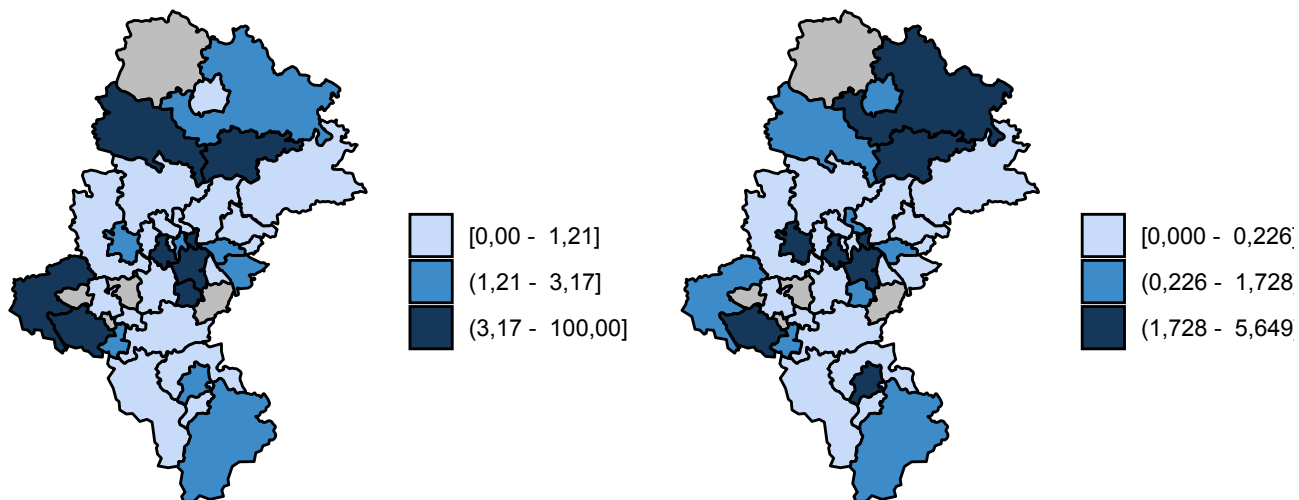 [0,00 - 1,21]
(1,21 - 3,17]
(3,17 - 100,00]
[0,000 - 0,226]
(0,226 - 1,728]
(1,728 - 5,649]